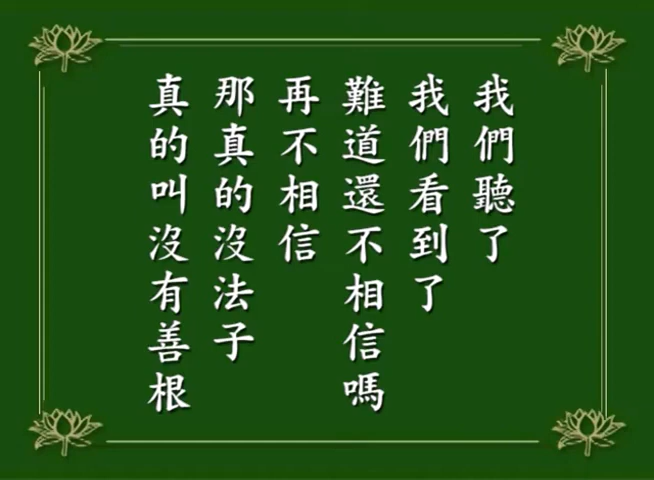 我們聽了
我們看到了
難道還不相信嗎
再不相信
那真的沒法子
真的叫沒有善根